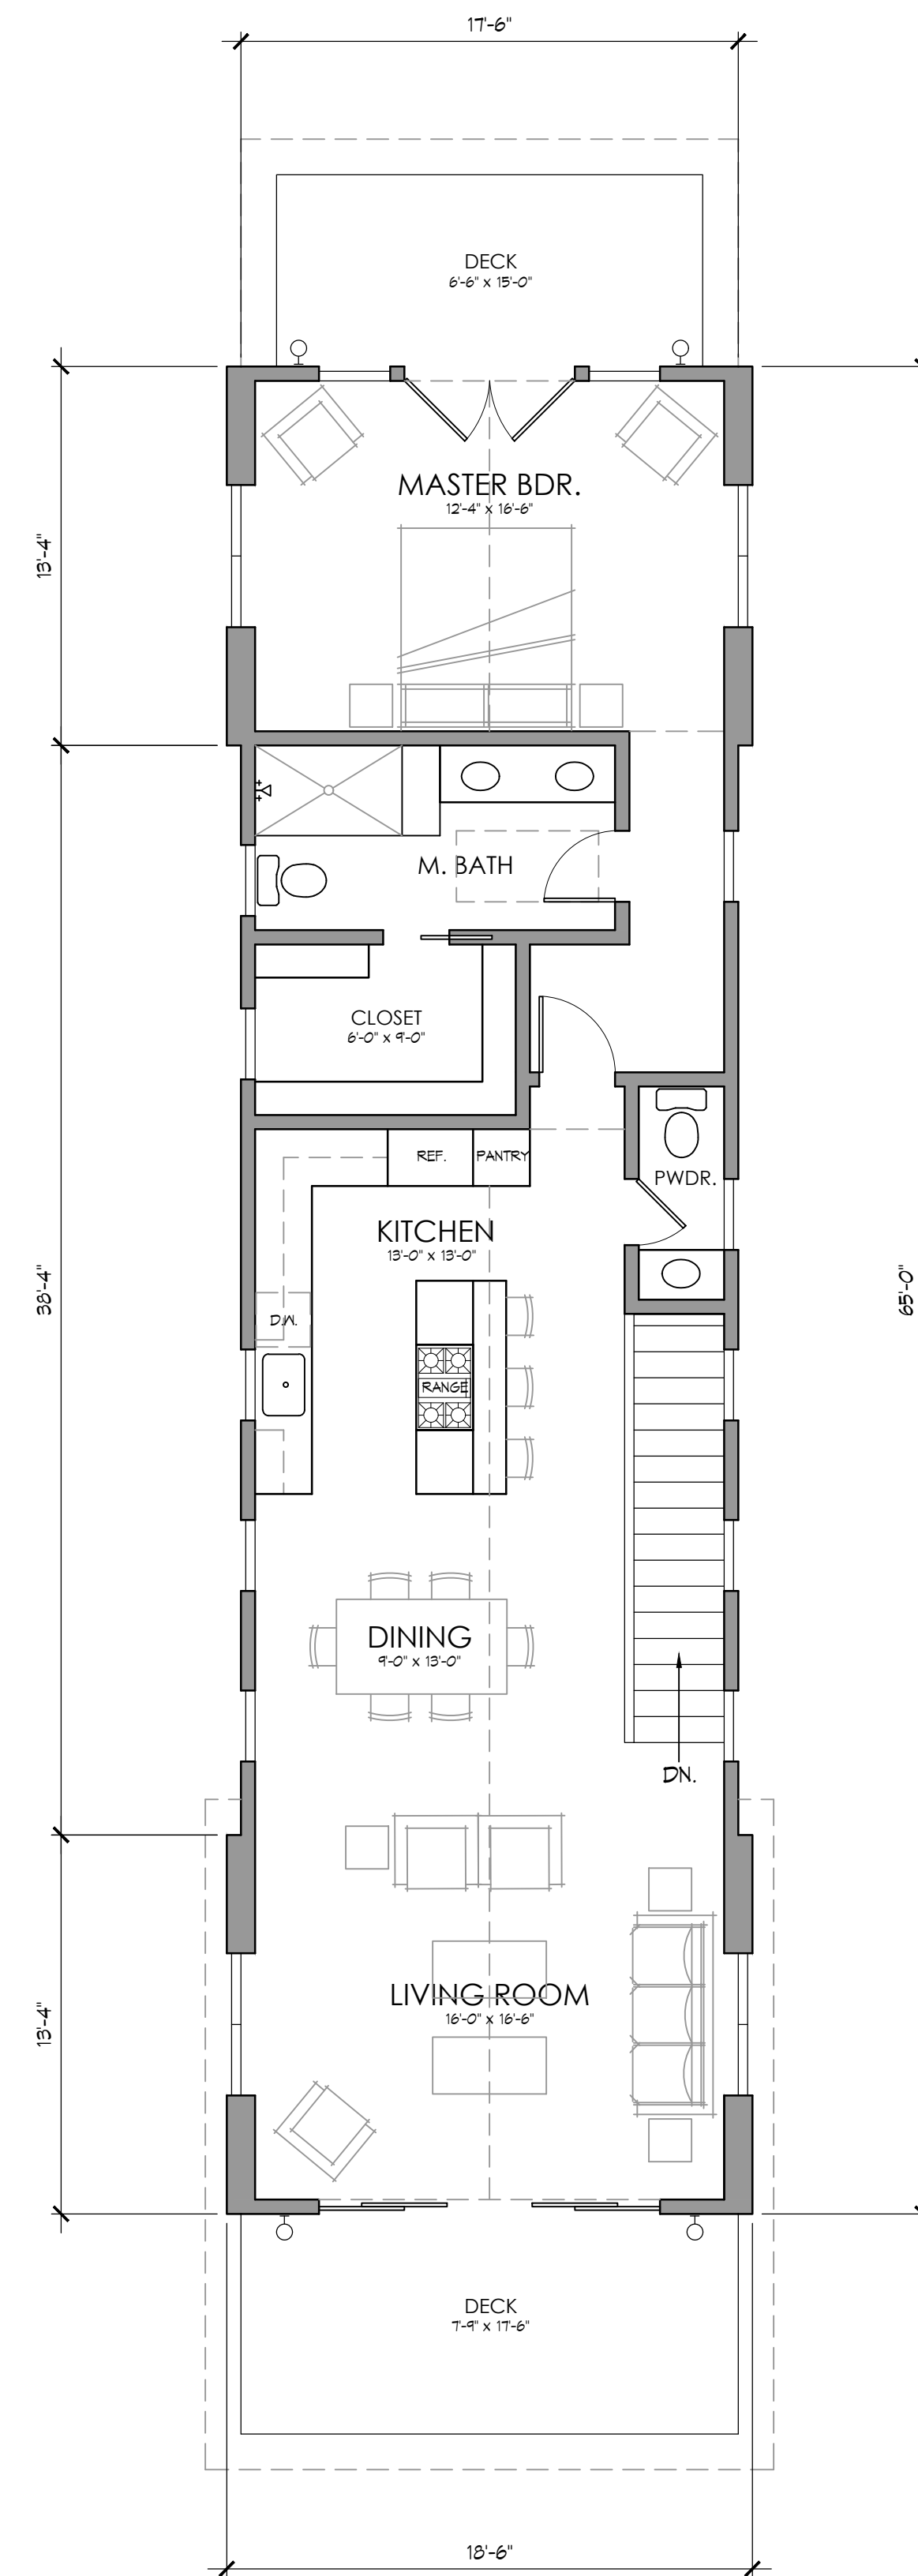 17'-6"
DECK
6'-6" x 15'-0"
MASTER BDR.
12'-4" x 16'-6"
13'-4"
M. BATH
CLOSET
6'-0" x 9'-0"
REF.
PANTRY
PWDR.
KITCHEN
13'-0" x 13'-0"
38'-4"
65'-0"
D.W.
RANGE
DINING
9'-0" x 13'-0"
DN.
LIVING ROOM
16'-0" x 16'-6"
13'-4"
DECK
7'-9" x 17'-6"
18'-6"